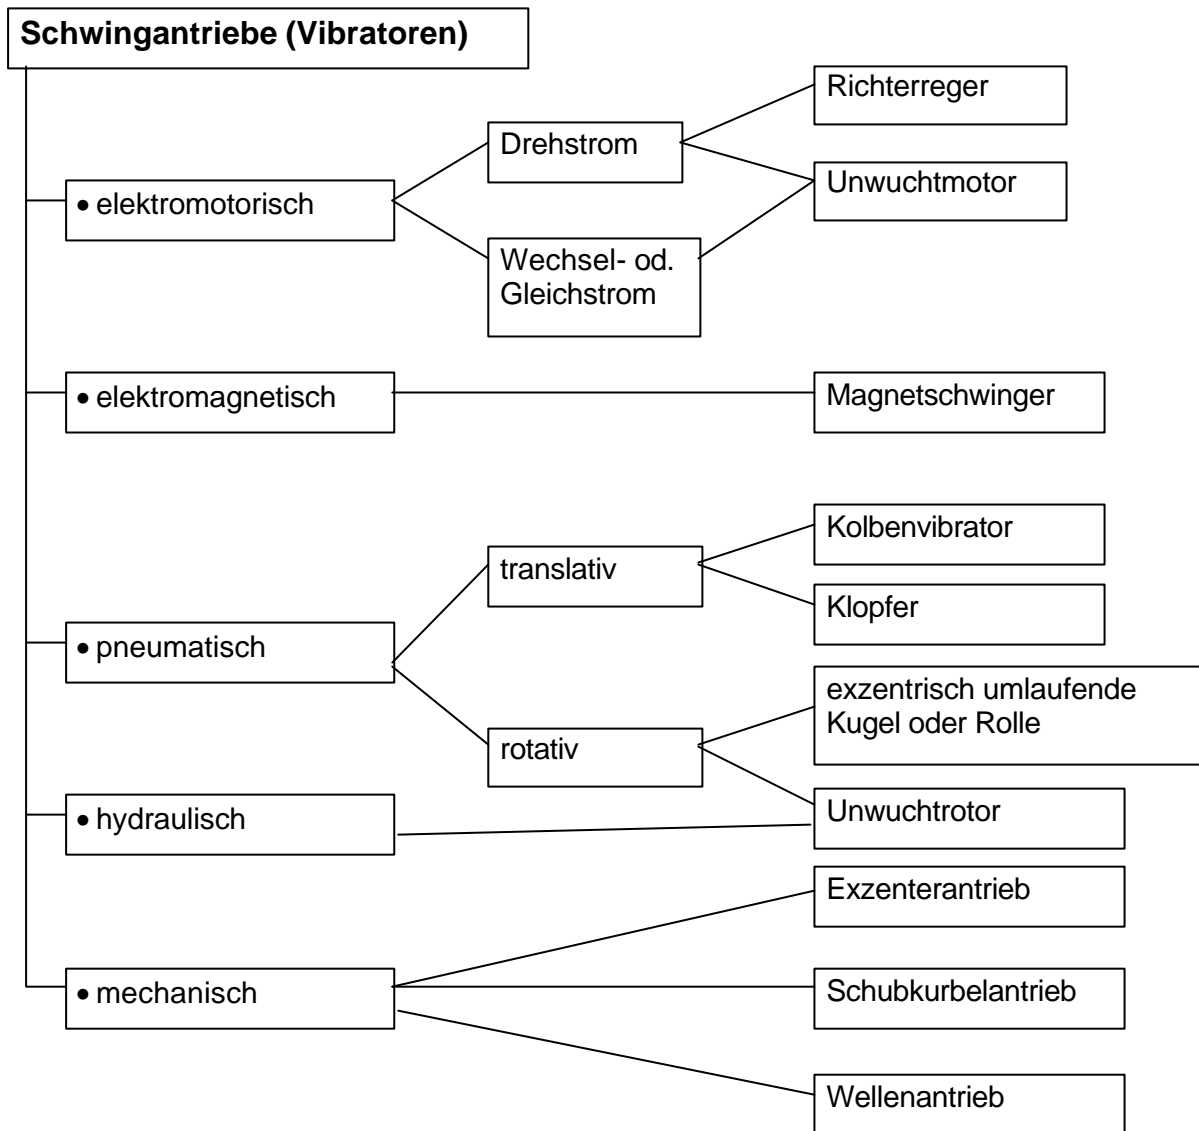 Schwingantriebe (Vibratoren)
Richterreger
Drehstrom
Unwuchtmotor
• elektromotorisch
Wechsel- od.
Gleichstrom
• elektromagnetisch
Magnetschwinger
Kolbenvibrator
translativ
Klopfer
• pneumatisch
exzentrisch umlaufende
Kugel oder Rolle
rotativ
• hydraulisch
Unwuchtrotor
Exzenterantrieb
• mechanisch
Schubkurbelantrieb
Wellenantrieb